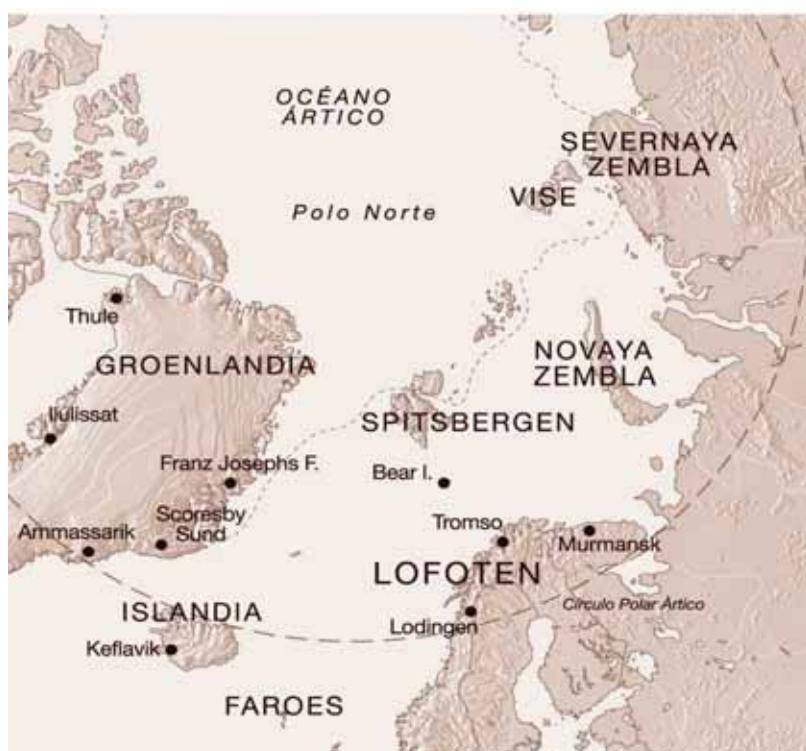 OCÉANO
ÁRTICO
SEVERNAYA
ZEMBLA
VISE
Polo Norte
Thule
GROENLANDIA
NOVAYA
ZEMBLA
Ilulissat
SPITSBERGEN
Franz Josephs F.
Bear I.
Scoresby
Sund
Ammassarik
Tromso
Murmansk
LOFOTEN
Círculo Polar Ártico
ISLANDIA
Lodingen
Keflavik
FAROES